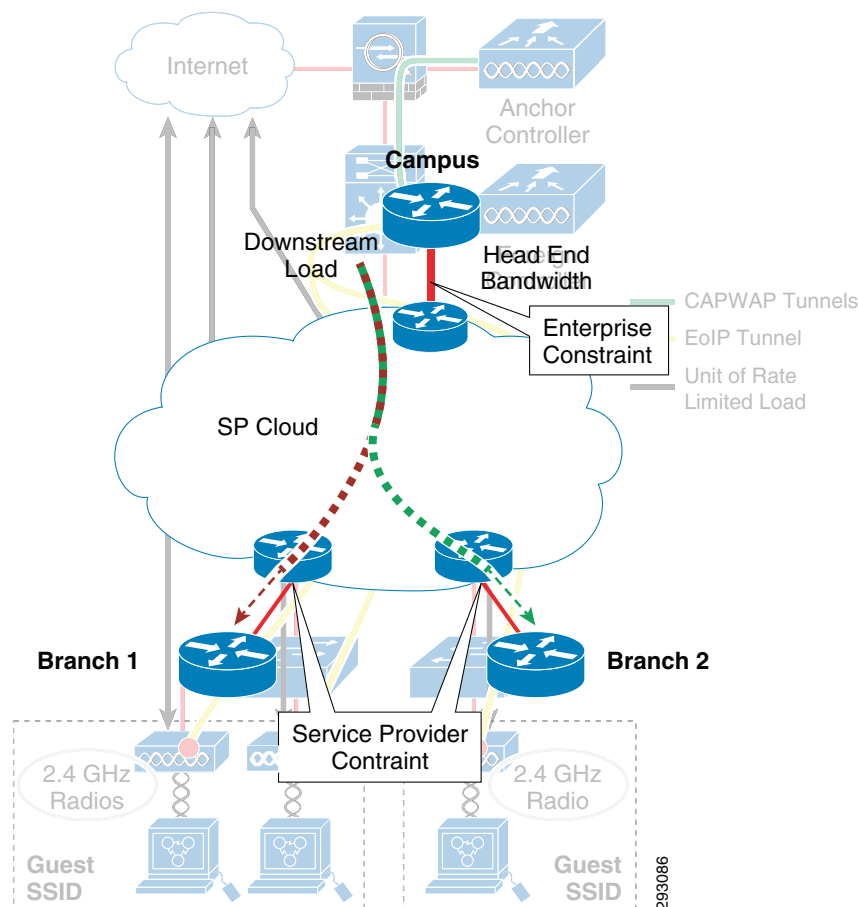 Internet
Anchor
Controller
Campus
Downstream
Load
Head End
Bandwidth
Foreign
Controller
CAPWAP Tunnels
Enterprise
Constraint
EoIP Tunnel
Unit of Rate
Limited Load
SP Cloud
Branch 1
Branch 2
Service Provider
Contraint
2.4 GHz
Radios
2.4 GHz
Radio
Guest
SSID
Guest
SSID
293086